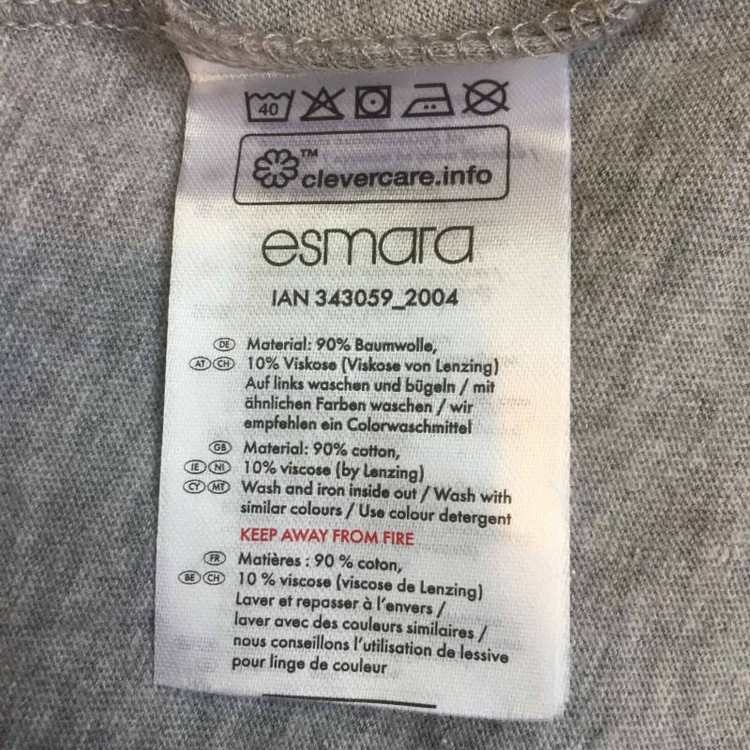 40
™
clevercare.info
esmara
IAN 343059_2004
DE Material: 90% Baumwolle,
AT CH 10% Viskose (Viskose von Lenzing)
Auf links waschen und bügeln / mit
ähnlichen Farben waschen / wir
empfehlen ein Colorwaschmittel
GB Material: 90% cotton,
IE NI 10% viscose (by Lenzing)
CY MT Wash and iron inside out / Wash with
similar colours / Use colour detergent
KEEP AWAY FROM FIRE
FR Matières : 90 % coton,
BE CH 10 % viscose (viscose de Lenzing)
Laver et repasser à l'envers /
laver avec des couleurs similaires /
nous conseillons l'utilisation de lessive
pour linge de couleur